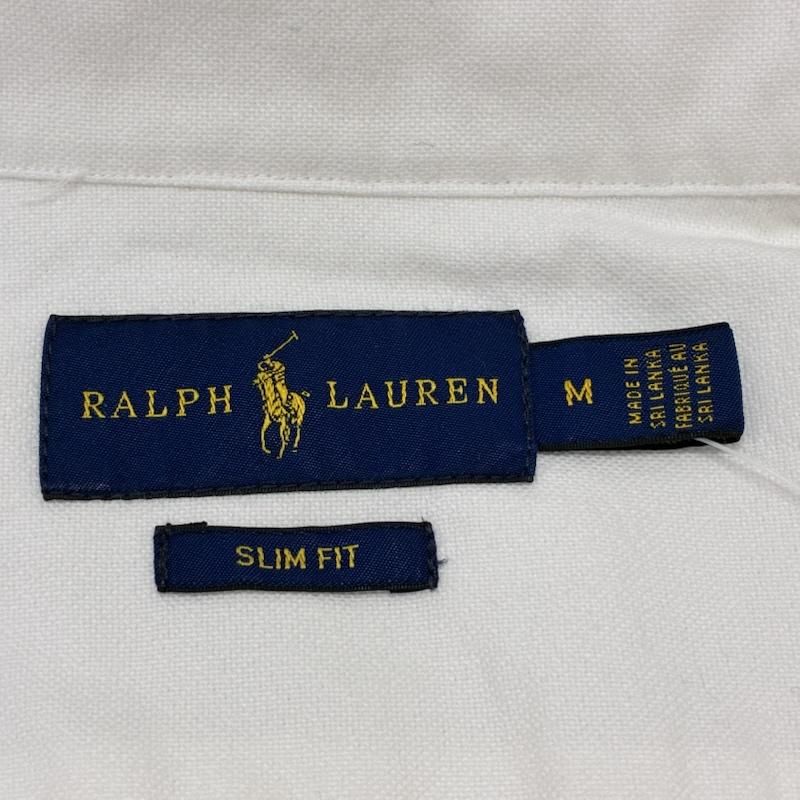 RALPH LAUREN
M
MADE IN
SRI LANKA
FABRIQUÉ AU
SRI LANKA
SLIM FIT